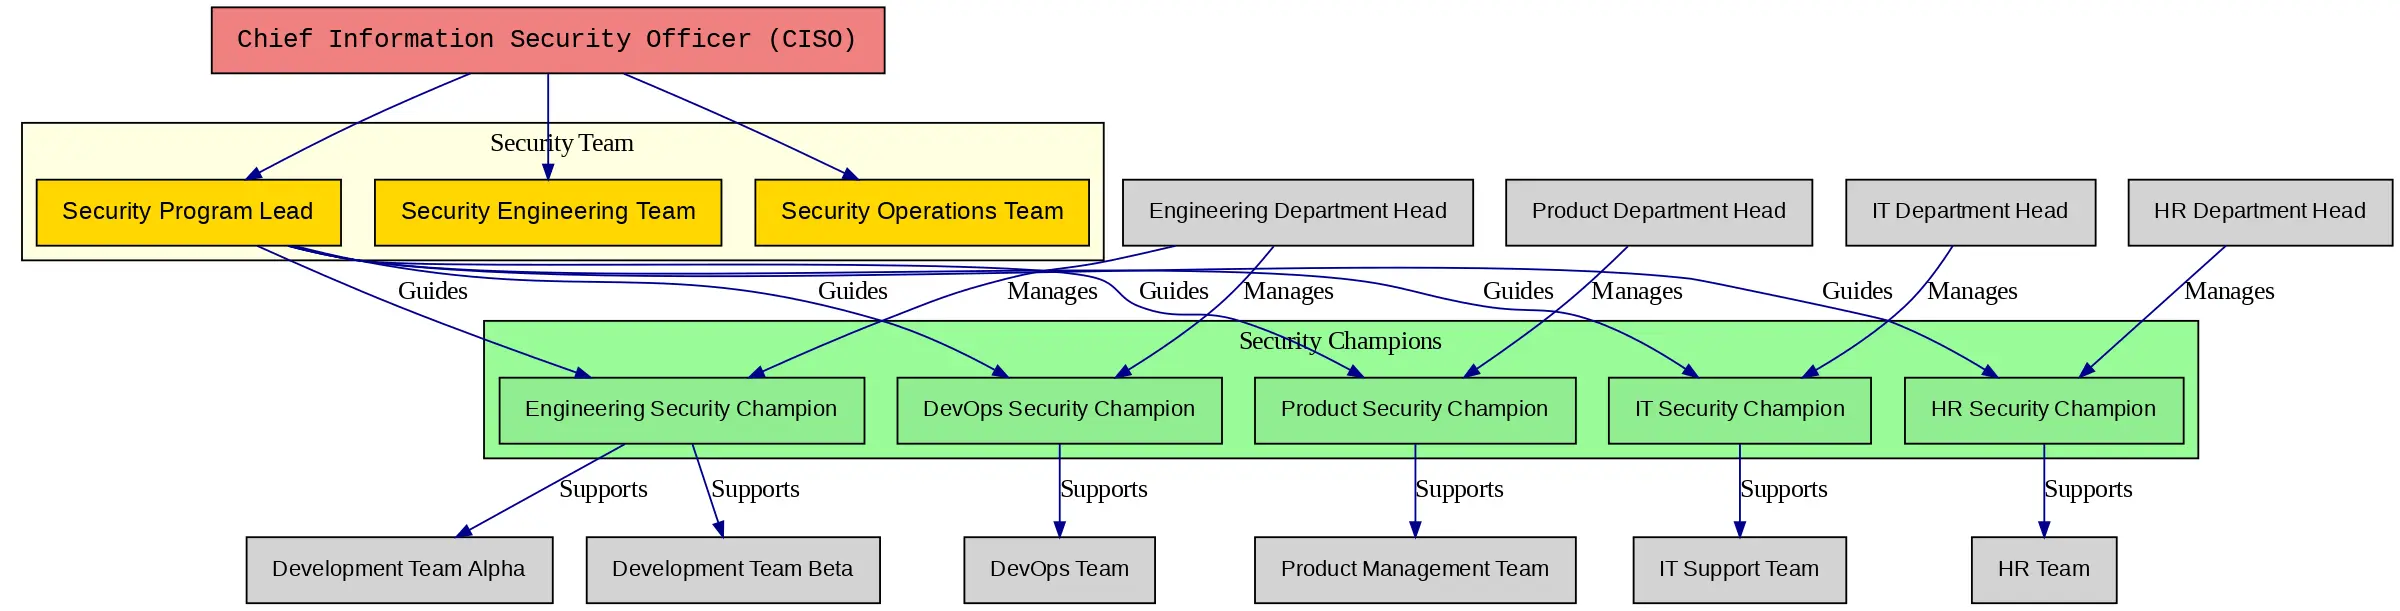 Chief Information Security Officer (CISO)
Security Team
Security Program Lead
Security Engineering Team
Security Operations Team
Engineering Department Head
Product Department Head
IT Department Head
HR Department Head
Guides
Guides
Manages
Guides
Manages
Guides
Manages
Guides
Manages
Manages
Security Champions
Engineering Security Champion
DevOps Security Champion
Product Security Champion
IT Security Champion
HR Security Champion
Supports
Supports
Supports
Supports
Supports
Supports
Development Team Alpha
Development Team Beta
DevOps Team
Product Management Team
IT Support Team
HR Team